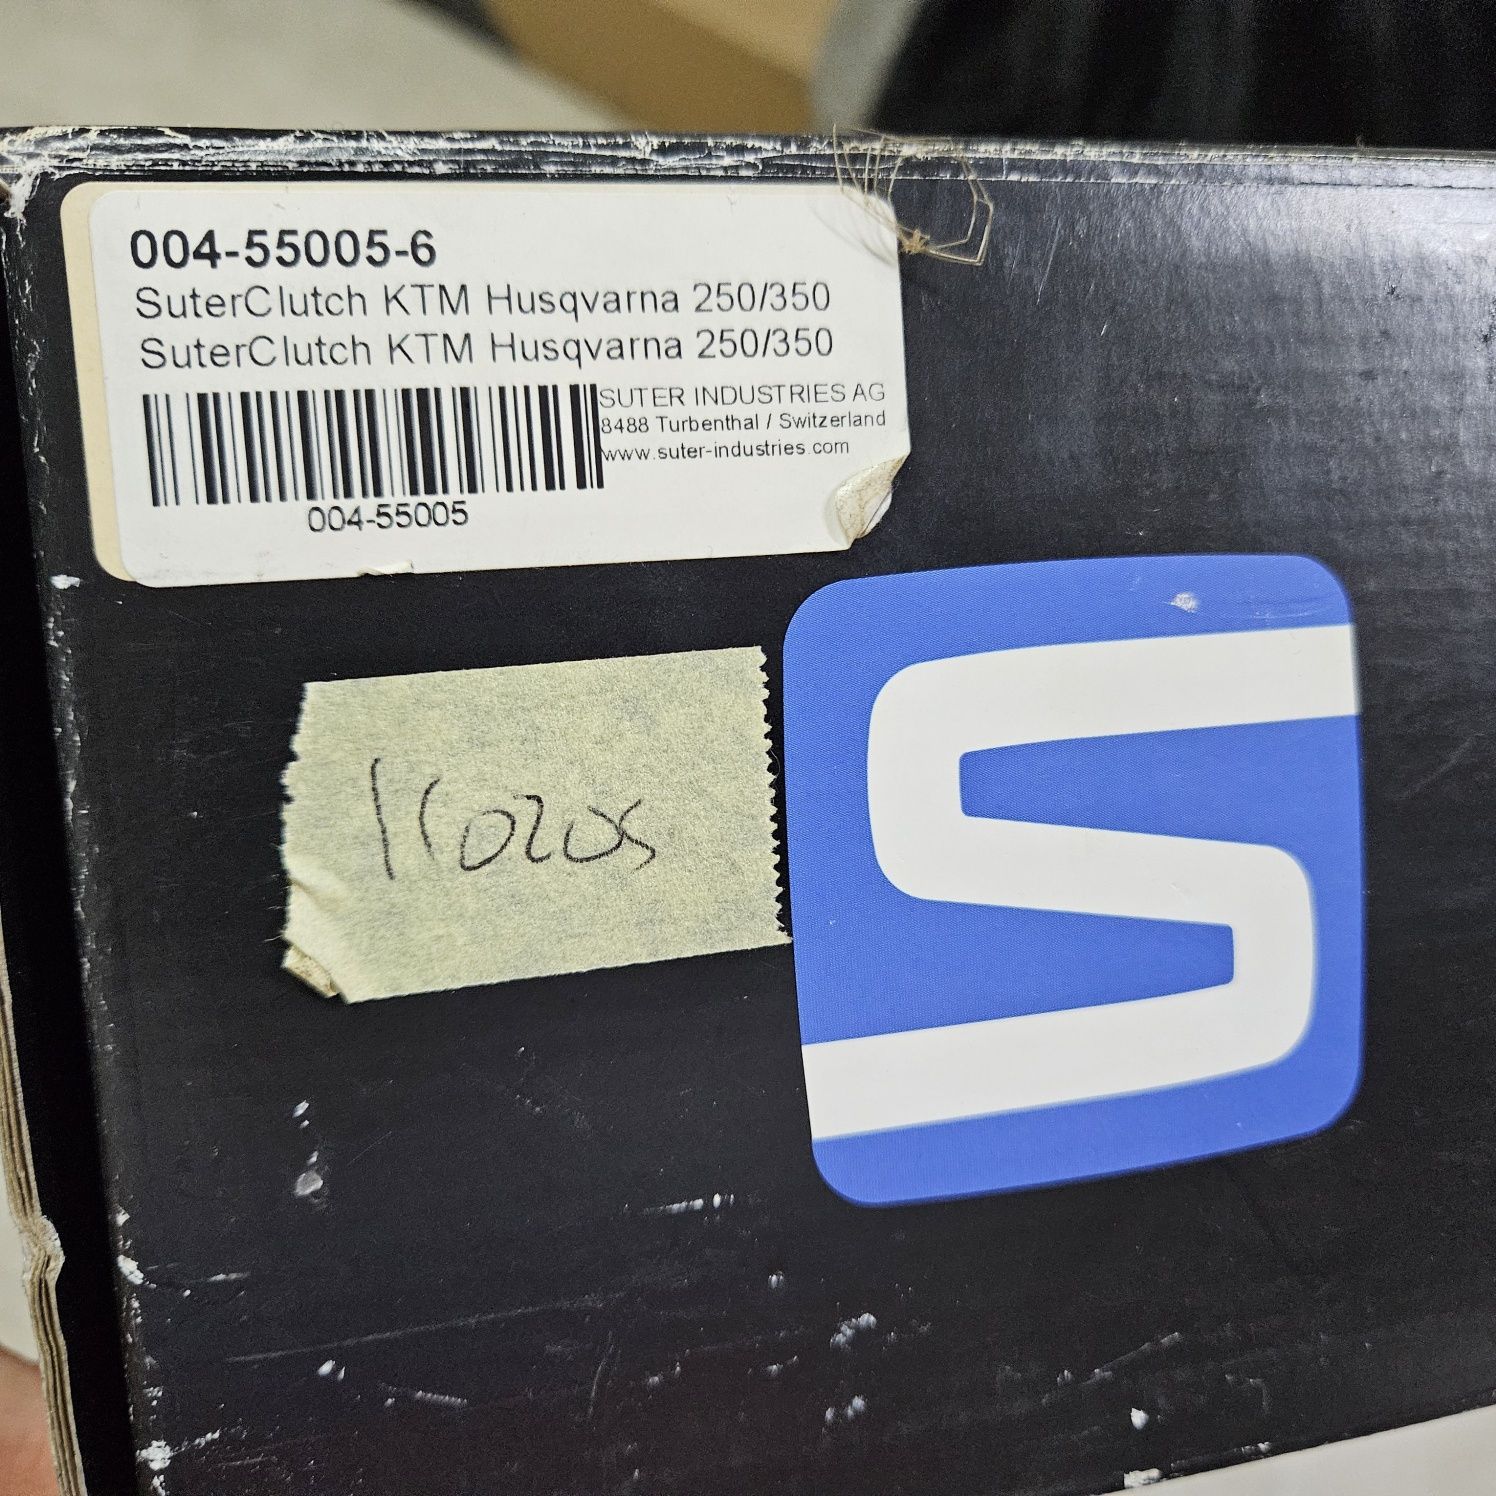 004-55005-6
SuterClutch KTM Husqvarna 250/350
SuterClutch KTM Husqvarna 250/350
SUTER INDUSTRIES AG
8488 Turbenthal / Switzerland
www.suter-industries.com
004-55005
S